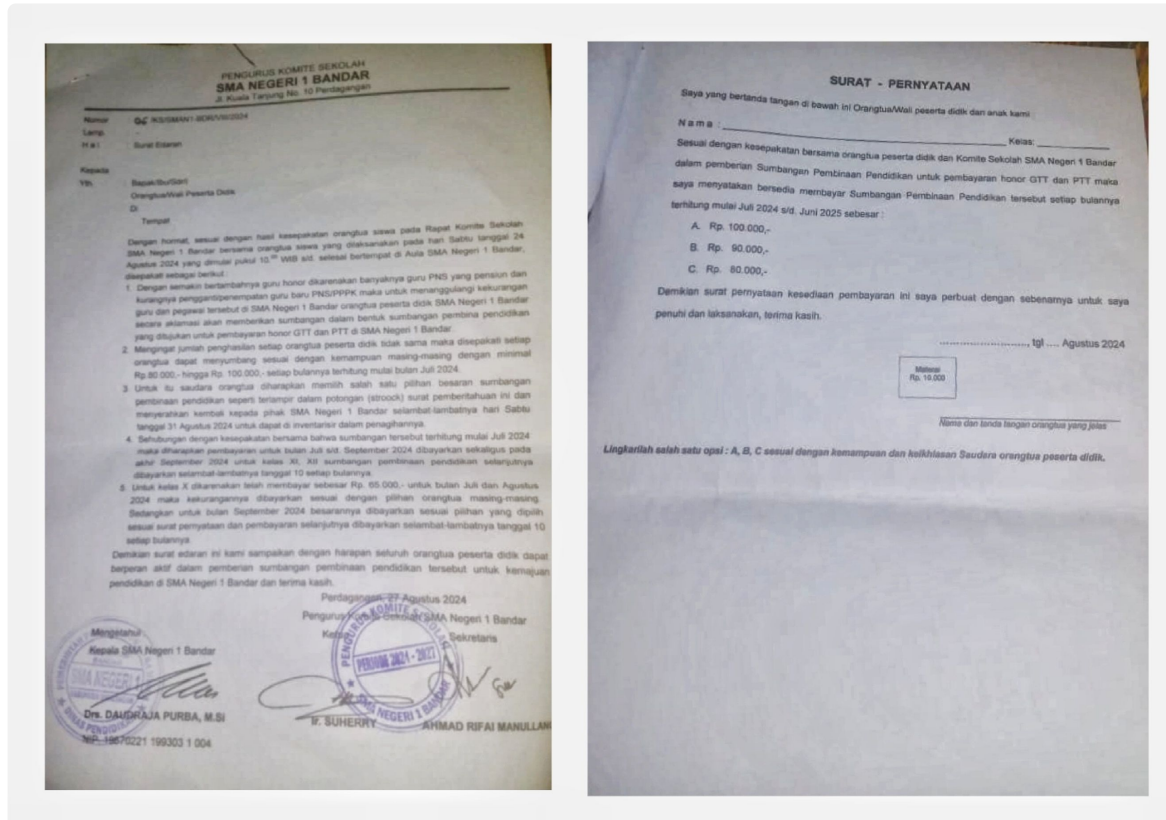 PENGURUS KOMITE SEKOLAH
SMA NEGERI 1 BANDAR
Jl. Kuala Tanjung No. 10 Perdagangan
Nomor : 05 /KS/SMAN1-BDR/VIII/2024
Lamp. : -
H a l : Surat Edaran
Kepada
Yth. : Bapak/Ibu/Sdr/i
Orangtua/Wali Peserta Didik
Di
Tempat
Dengan hormat, sesuai dengan hasil kesepakatan orangtua siswa pada Rapat Komite Sekolah
SMA Negeri 1 Bandar bersama orangtua siswa yang dilaksanakan pada hari Sabtu tanggal 24
Agustus 2024 yang dimulai pukul 10.00 WIB s/d. selesai bertempat di Aula SMA Negeri 1 Bandar,
disepakati sebagai berikut :
1. Dengan semakin bertambahnya guru honor dikarenakan banyaknya guru PNS yang pensiun dan
kurangnya pengganti/penempatan guru baru PNS/PPPK maka untuk menanggulangi kekurangan
guru dan pegawai tersebut di SMA Negeri 1 Bandar orangtua peserta didik SMA Negeri 1 Bandar
secara aklamasi akan memberikan sumbangan dalam bentuk sumbangan pembina pendidikan
yang ditujukan untuk pembayaran honor GTT dan PTT di SMA Negeri 1 Bandar.
2. Mengingat jumlah penghasilan setiap orangtua peserta didik tidak sama maka disepakati setiap
orangtua dapat menyumbang sesuai dengan kemampuan masing-masing dengan minimal
Rp.80.000,- hingga Rp. 100.000,- setiap bulannya terhitung mulai bulan Juli 2024.
3. Untuk itu saudara orangtua diharapkan memilih salah satu pilihan besaran sumbangan
pembinaan pendidikan seperti terlampir dalam potongan (stroock) surat pemberitahuan ini dan
menyerahkan kembali kepada pihak SMA Negeri 1 Bandar selambat-lambatnya hari Sabtu
tanggal 31 Agustus 2024 untuk dapat di inventarisir dalam penagihannya.
4. Sehubungan dengan kesepakatan bersama bahwa sumbangan tersebut terhitung mulai Juli 2024
maka diharapkan pembayaran untuk bulan Juli s/d. September 2024 dibayarkan sekaligus pada
akhir September 2024 untuk kelas XI, XII sumbangan pembinaan pendidikan selanjutnya
dibayarkan selambat-lambatnya tanggal 10 setiap bulannya.
5. Untuk kelas X dikarenakan telah membayar sebesar Rp. 65.000,- untuk bulan Juli dan Agustus
2024 maka kekurangannya dibayarkan sesuai dengan pilihan orangtua masing-masing.
Sedangkan untuk bulan September 2024 besarannya dibayarkan sesuai pilihan yang dipilih
sesuai surat pernyataan dan pembayaran selanjutnya dibayarkan selambat-lambatnya tanggal 10
setiap bulannya.
Demikian surat edaran ini kami sampaikan dengan harapan seluruh orangtua peserta didik dapat
berperan aktif dalam pemberian sumbangan pembinaan pendidikan tersebut untuk kemajuan
pendidikan di SMA Negeri 1 Bandar dan terima kasih.
Perdagangan, 27 Agustus 2024
Pengurus Komite Sekolah SMA Negeri 1 Bandar
Mengetahui
Kepala SMA Negeri 1 Bandar
Ketua
Sekretaris
PENGURUS KOMITE SEKOLAH
PERIODE 2024 - 2027
SMA NEGERI 1 BANDAR
SMA NEGERI 1
DINAS PENDIDIKAN
Drs. DAUDRAJA PURBA, M.Si
NIP. 19670221 199303 1 004
Ir. SUHERRY
AHMAD RIFAI MANULLANG
SURAT - PERNYATAAN
Saya yang bertanda tangan di bawah ini Orangtua/Wali peserta didik dan anak kami
N a m a : Kelas:
Sesuai dengan kesepakatan bersama orangtua peserta didik dan Komite Sekolah SMA Negeri 1 Bandar
dalam pemberian Sumbangan Pembinaan Pendidikan untuk pembayaran honor GTT dan PTT maka
saya menyatakan bersedia membayar Sumbangan Pembinaan Pendidikan tersebut setiap bulannya
terhitung mulai Juli 2024 s/d. Juni 2025 sebesar :
A. Rp. 100.000,-
B. Rp. 90.000,-
C. Rp. 80.000,-
Demikian surat pernyataan kesediaan pembayaran ini saya perbuat dengan sebenarnya untuk saya
penuhi dan laksanakan, terima kasih.
........................, tgl .... Agustus 2024
Materai
Rp. 10.000
Nama dan tanda tangan orangtua yang jelas
Lingkarilah salah satu opsi : A, B, C sesuai dengan kemampuan dan keikhlasan Saudara orangtua peserta didik.